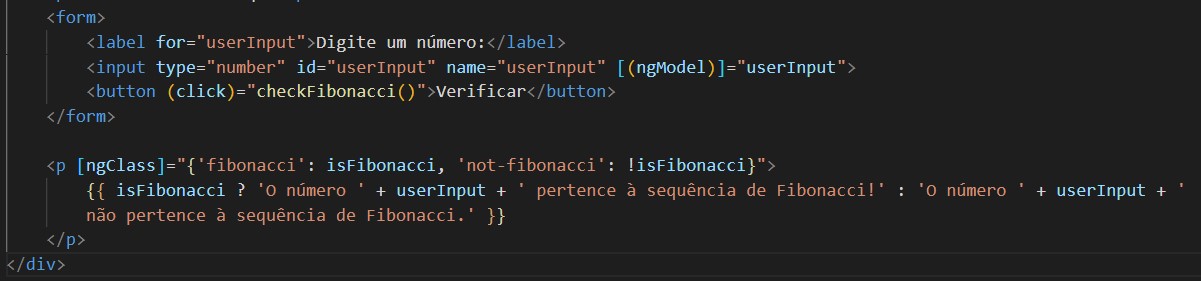 <form>
<label for="userInput">Digite um número:</label>
<input type="number" id="userInput" name="userInput" [(ngModel)]="userInput">
<button (click)="checkFibonacci()">Verificar</button>
</form>
<p [ngClass]="{'fibonacci': isFibonacci, 'not-fibonacci': !isFibonacci}">
{{ isFibonacci ? 'O número ' + userInput + ' pertence à sequência de Fibonacci!' : 'O número ' + userInput + '
não pertence à sequência de Fibonacci.' }}
</p>
</div>